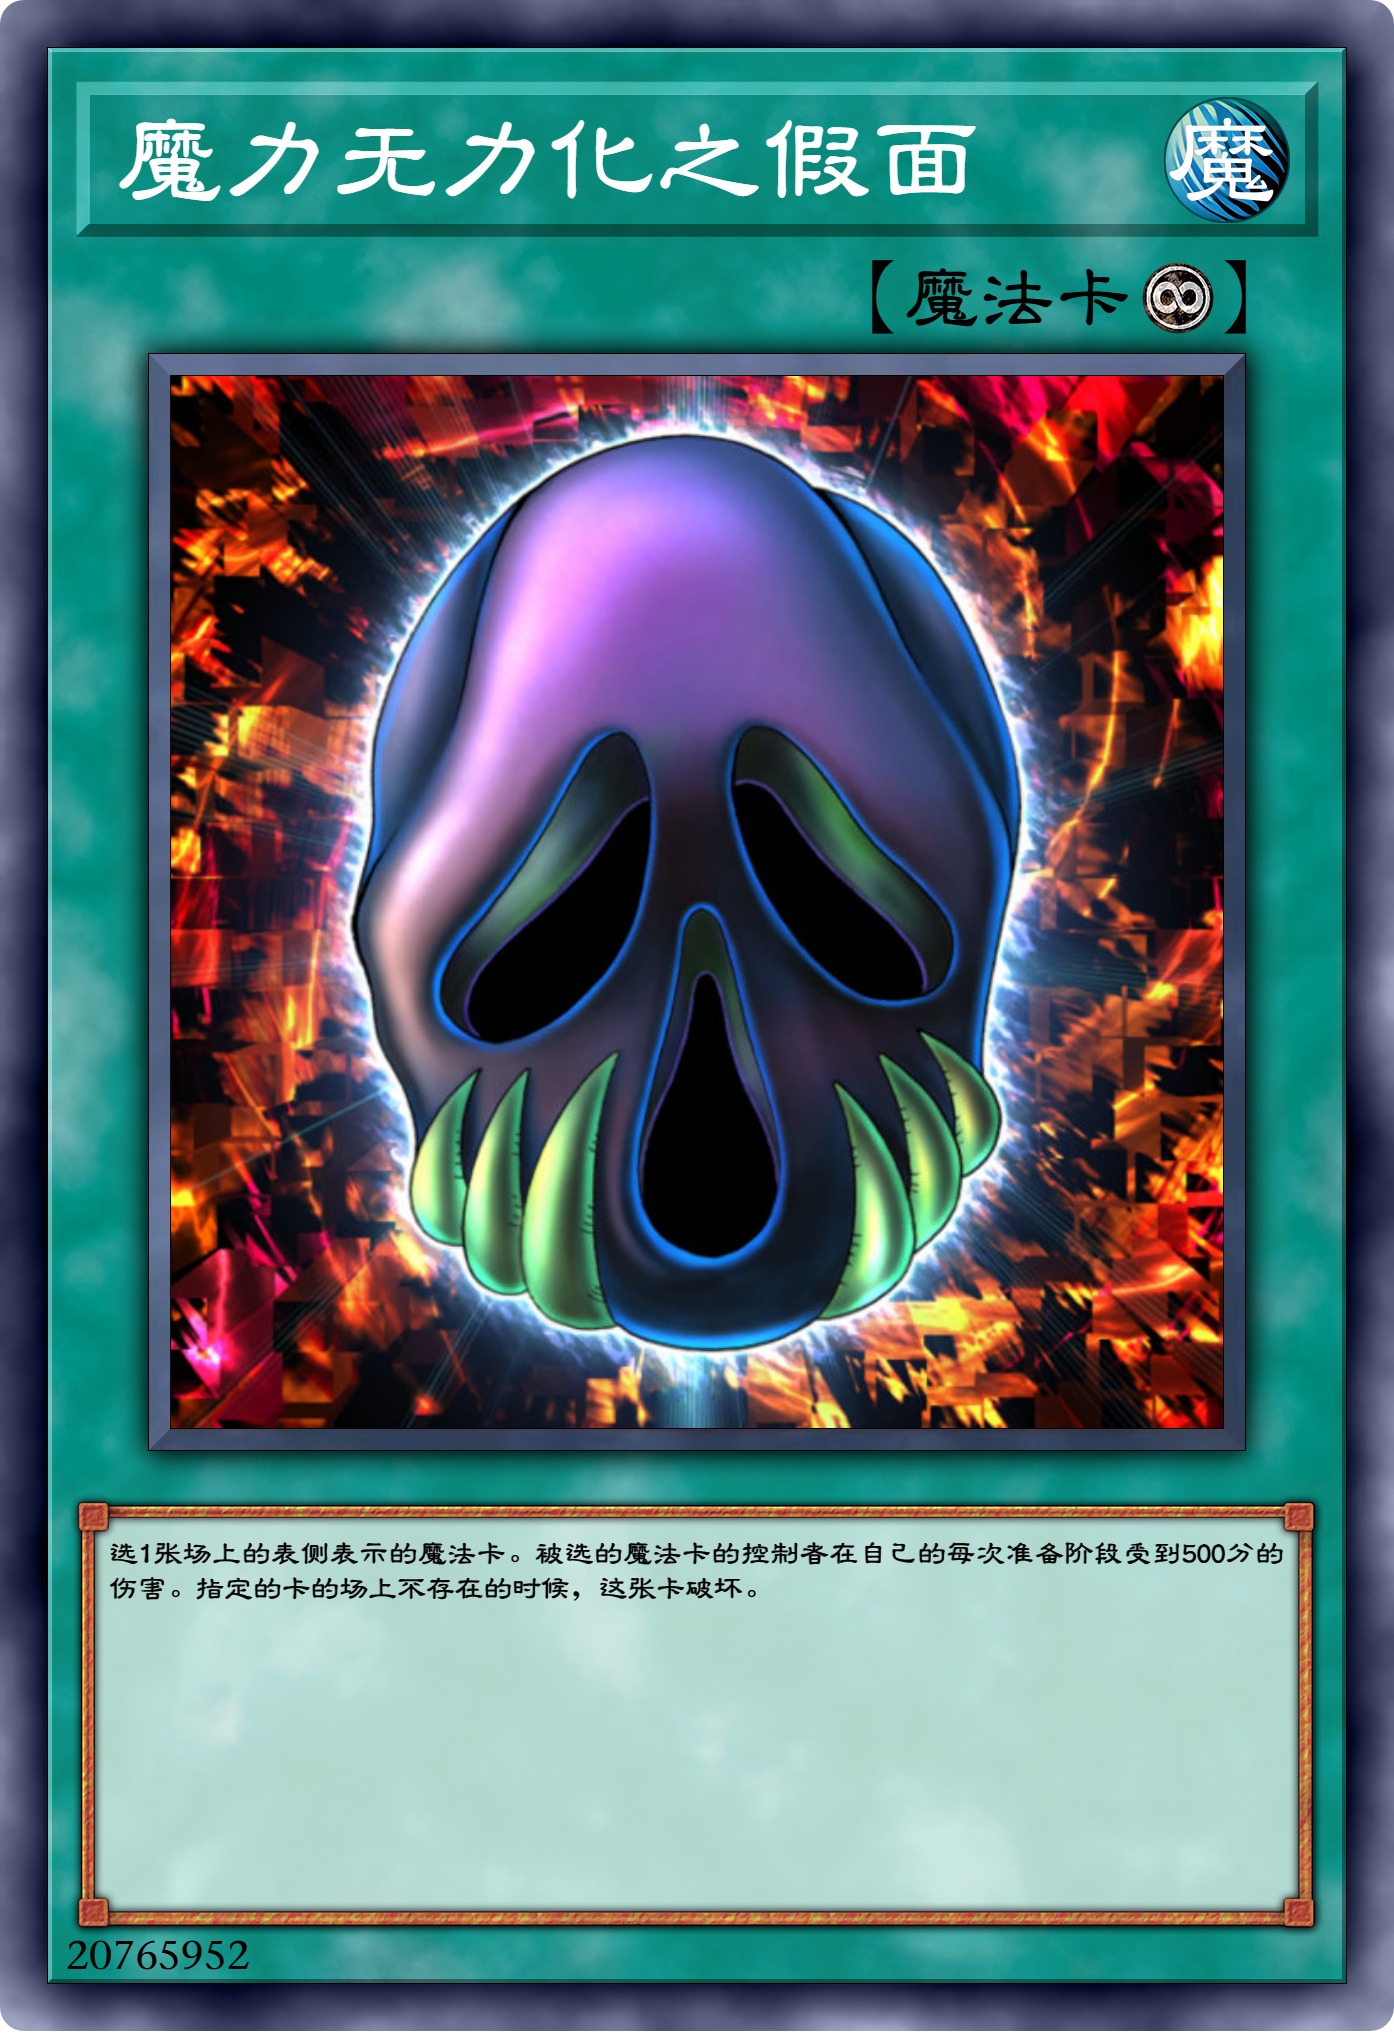 魔力无力化之假面
魔
【魔法卡】
选1张场上的表侧表示的魔法卡。被选的魔法卡的控制者在自己的每次准备阶段受到500分的
伤害。指定的卡的场上不存在的时候，这张卡破坏。
20765952